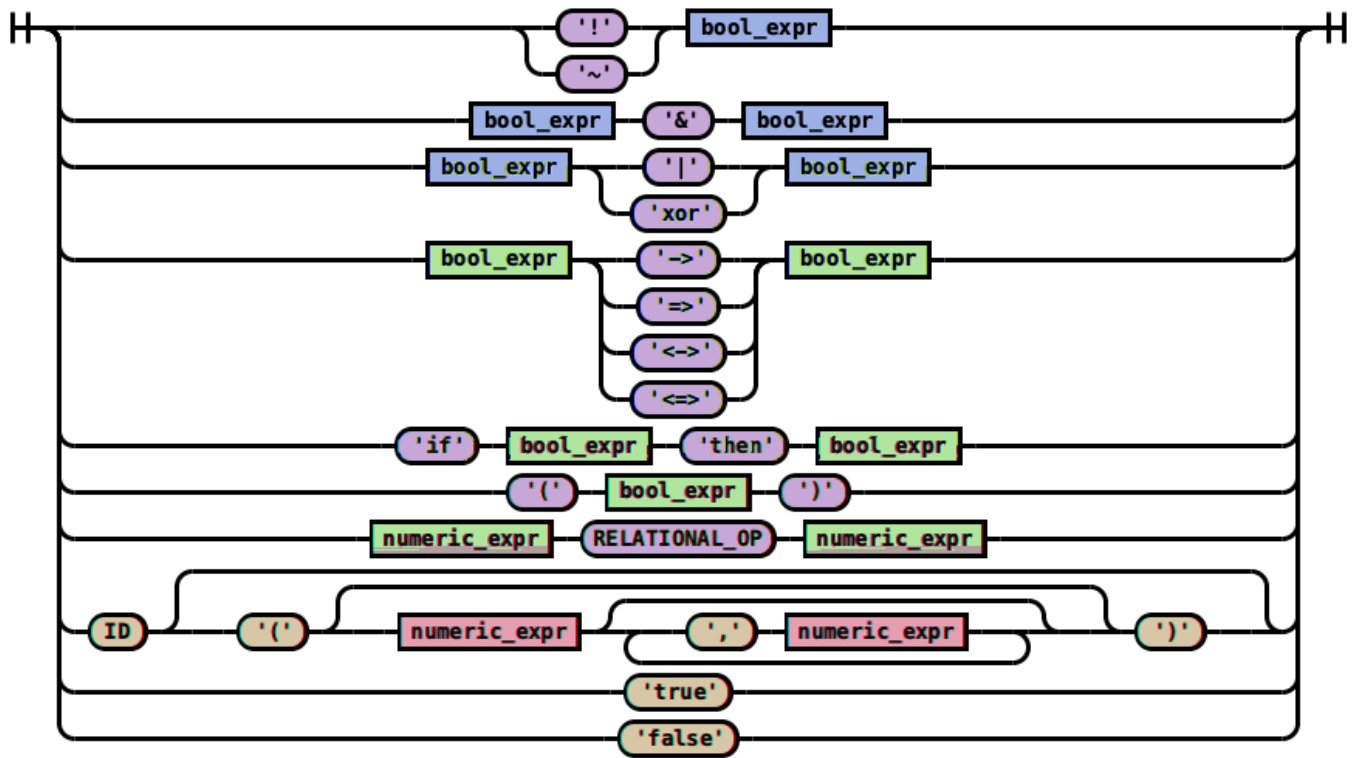 '!' bool_expr
'~'
bool_expr '&' bool_expr
bool_expr '|' bool_expr
'xor'
bool_expr '->' bool_expr
'=>'
'<->'
'<=>'
'if' bool_expr 'then' bool_expr
'(' bool_expr ')'
numeric_expr RELATIONAL_OP numeric_expr
ID '(' numeric_expr ',' numeric_expr ')'
'true'
'false'